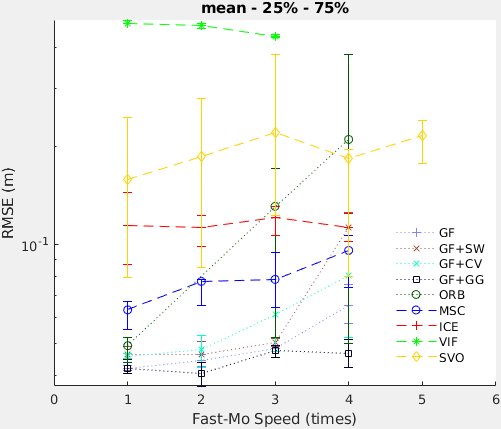 mean - 25% - 75%
RMSE (m)
10^-1
0 1 2 3 4 5 6
Fast-Mo Speed (times)
GF
GF+SW
GF+CV
GF+GG
ORB
MSC
ICE
VIF
SVO